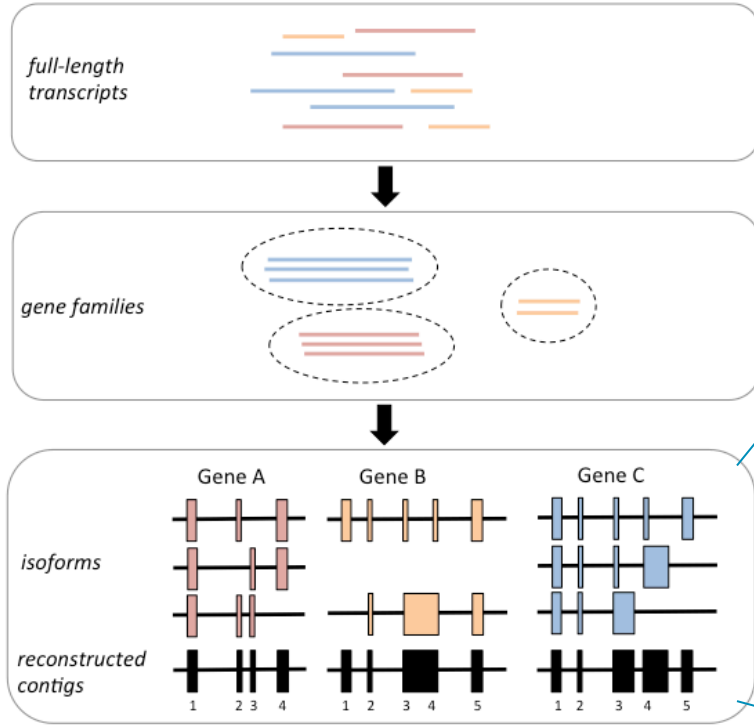 full-length
transcripts
gene families
Gene A
Gene B
Gene C
isoforms
reconstructed
contigs
1 2 3 4
1 2 3 4 5
1 2 3 4 5